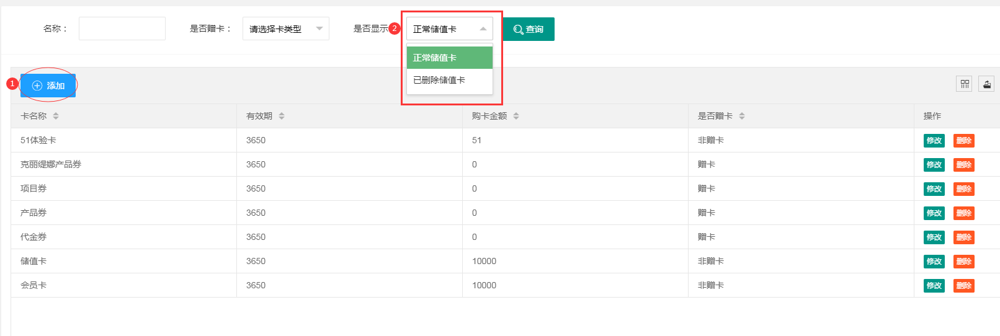 名称： 是否赠卡： 请选择卡类型 是否显示 2 正常储值卡 查询
正常储值卡
已删除储值卡
1 添加
卡名称 有效期 购卡金额 是否赠卡 操作
51体验卡 3650 51 非赠卡 修改 删除
克丽缇娜产品券 3650 0 赠卡 修改 删除
项目券 3650 0 赠卡 修改 删除
产品券 3650 0 赠卡 修改 删除
代金券 3650 0 赠卡 修改 删除
储值卡 3650 10000 非赠卡 修改 删除
会员卡 3650 10000 非赠卡 修改 删除